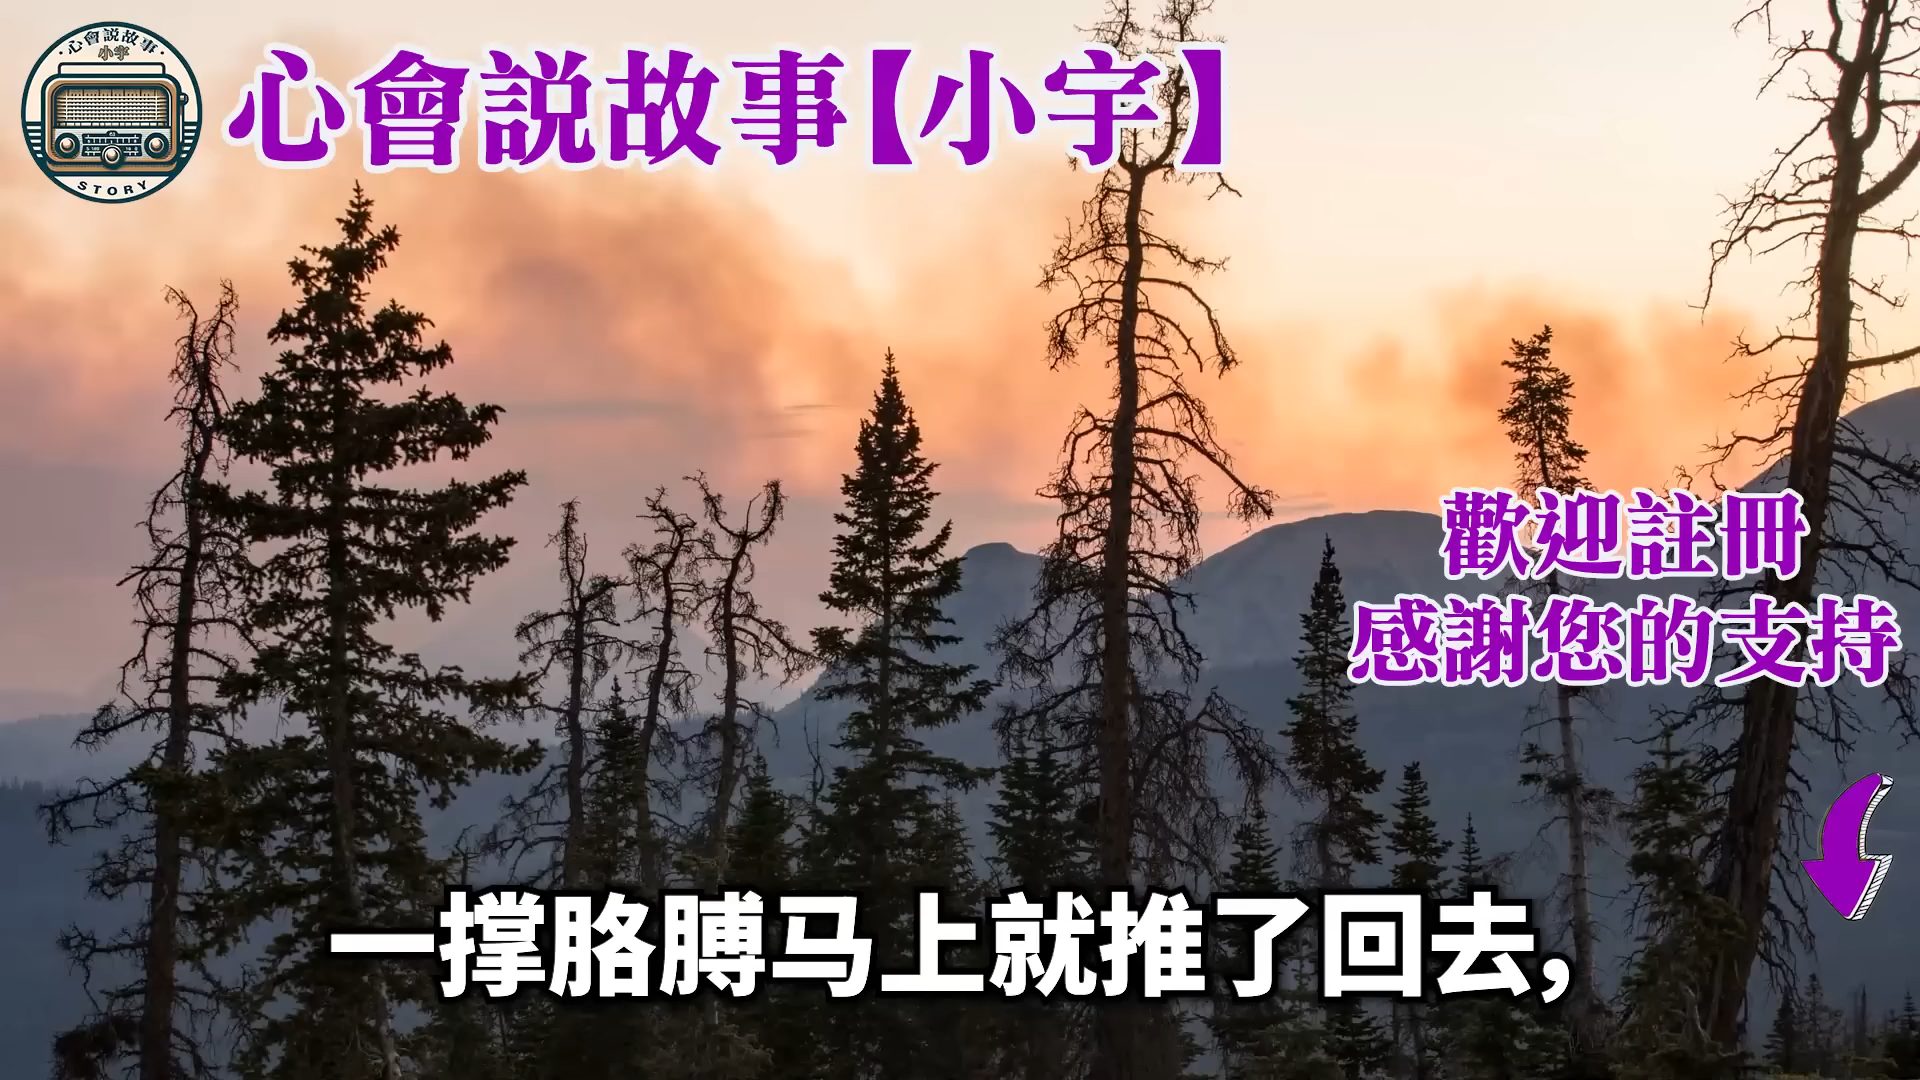 心會説故事
小宇
STORY
心會説故事【小宇】
歡迎註冊
感謝您的支持
一撑胳膊马上就推了回去,